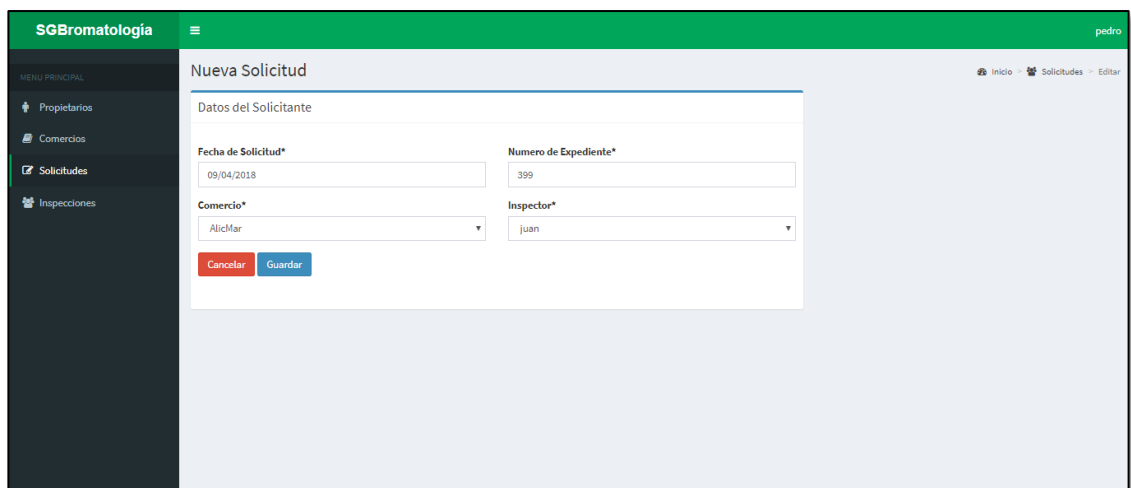 SGBromatología
pedro
MENU PRINCIPAL
Propietarios
Comercios
Solicitudes
Inspecciones
Nueva Solicitud
Inicio > Solicitudes > Editar
Datos del Solicitante
Fecha de Solicitud* Numero de Expediente*
09/04/2018 399
Comercio* Inspector*
AlicMar juan
Cancelar Guardar